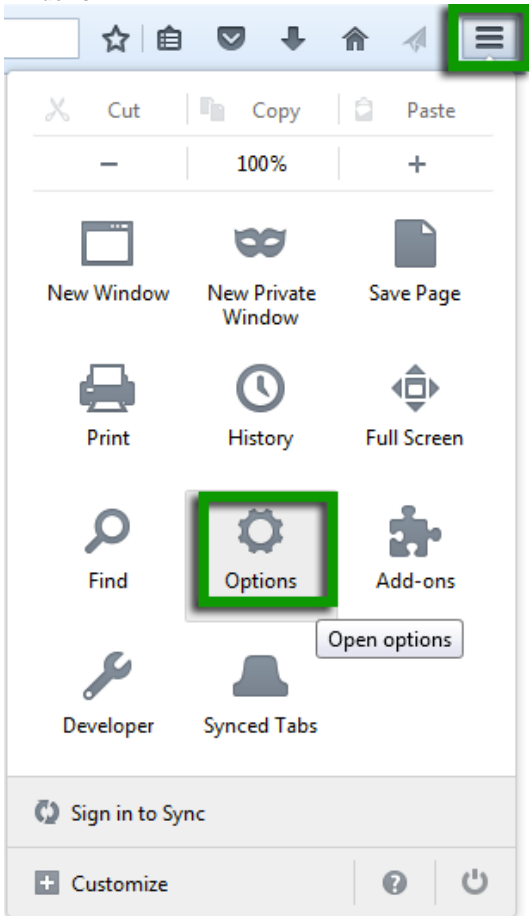 Cut Copy Paste
− 100% +
New Window New Private Window Save Page
Print History Full Screen
Find Options Add-ons
Open options
Developer Synced Tabs
Sign in to Sync
Customize